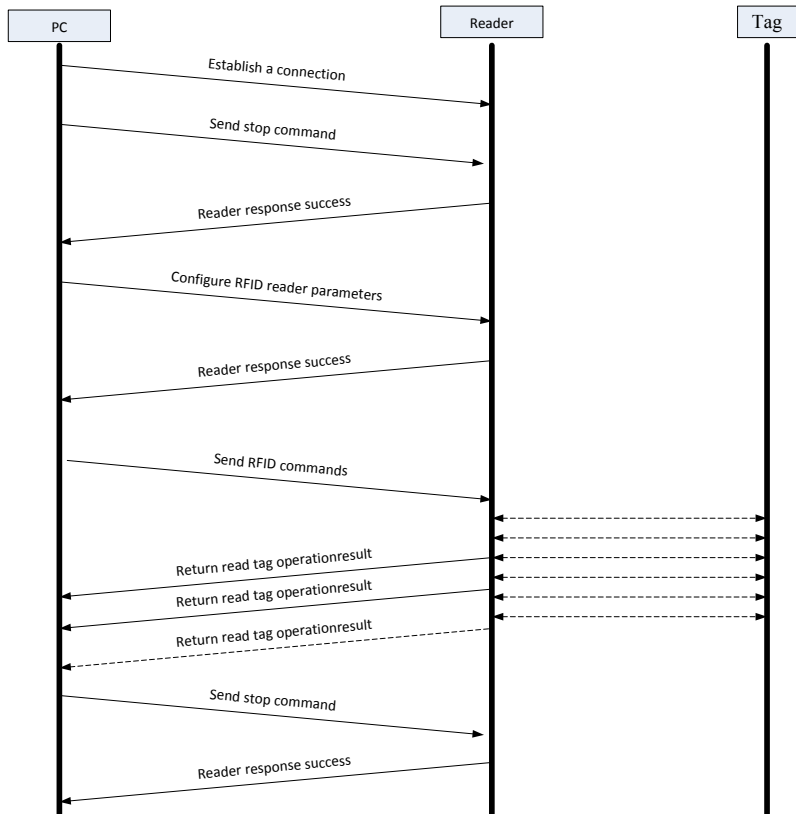 PC
Reader
Tag
Establish a connection
Send stop command
Reader response success
Configure RFID reader parameters
Reader response success
Send RFID commands
Return read tag operationresult
Return read tag operationresult
Return read tag operationresult
Send stop command
Reader response success